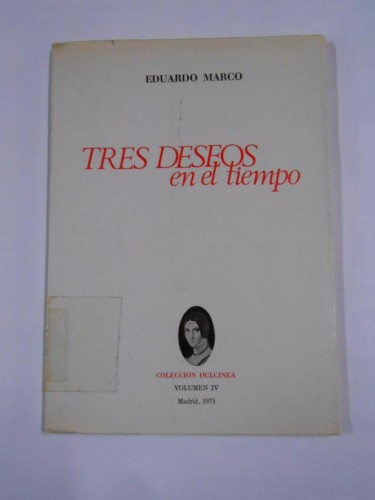 EDUARDO MARCO
TRES DESEOS
en el tiempo
COLECCION DULCINEA
VOLUMEN IV
Madrid, 1975